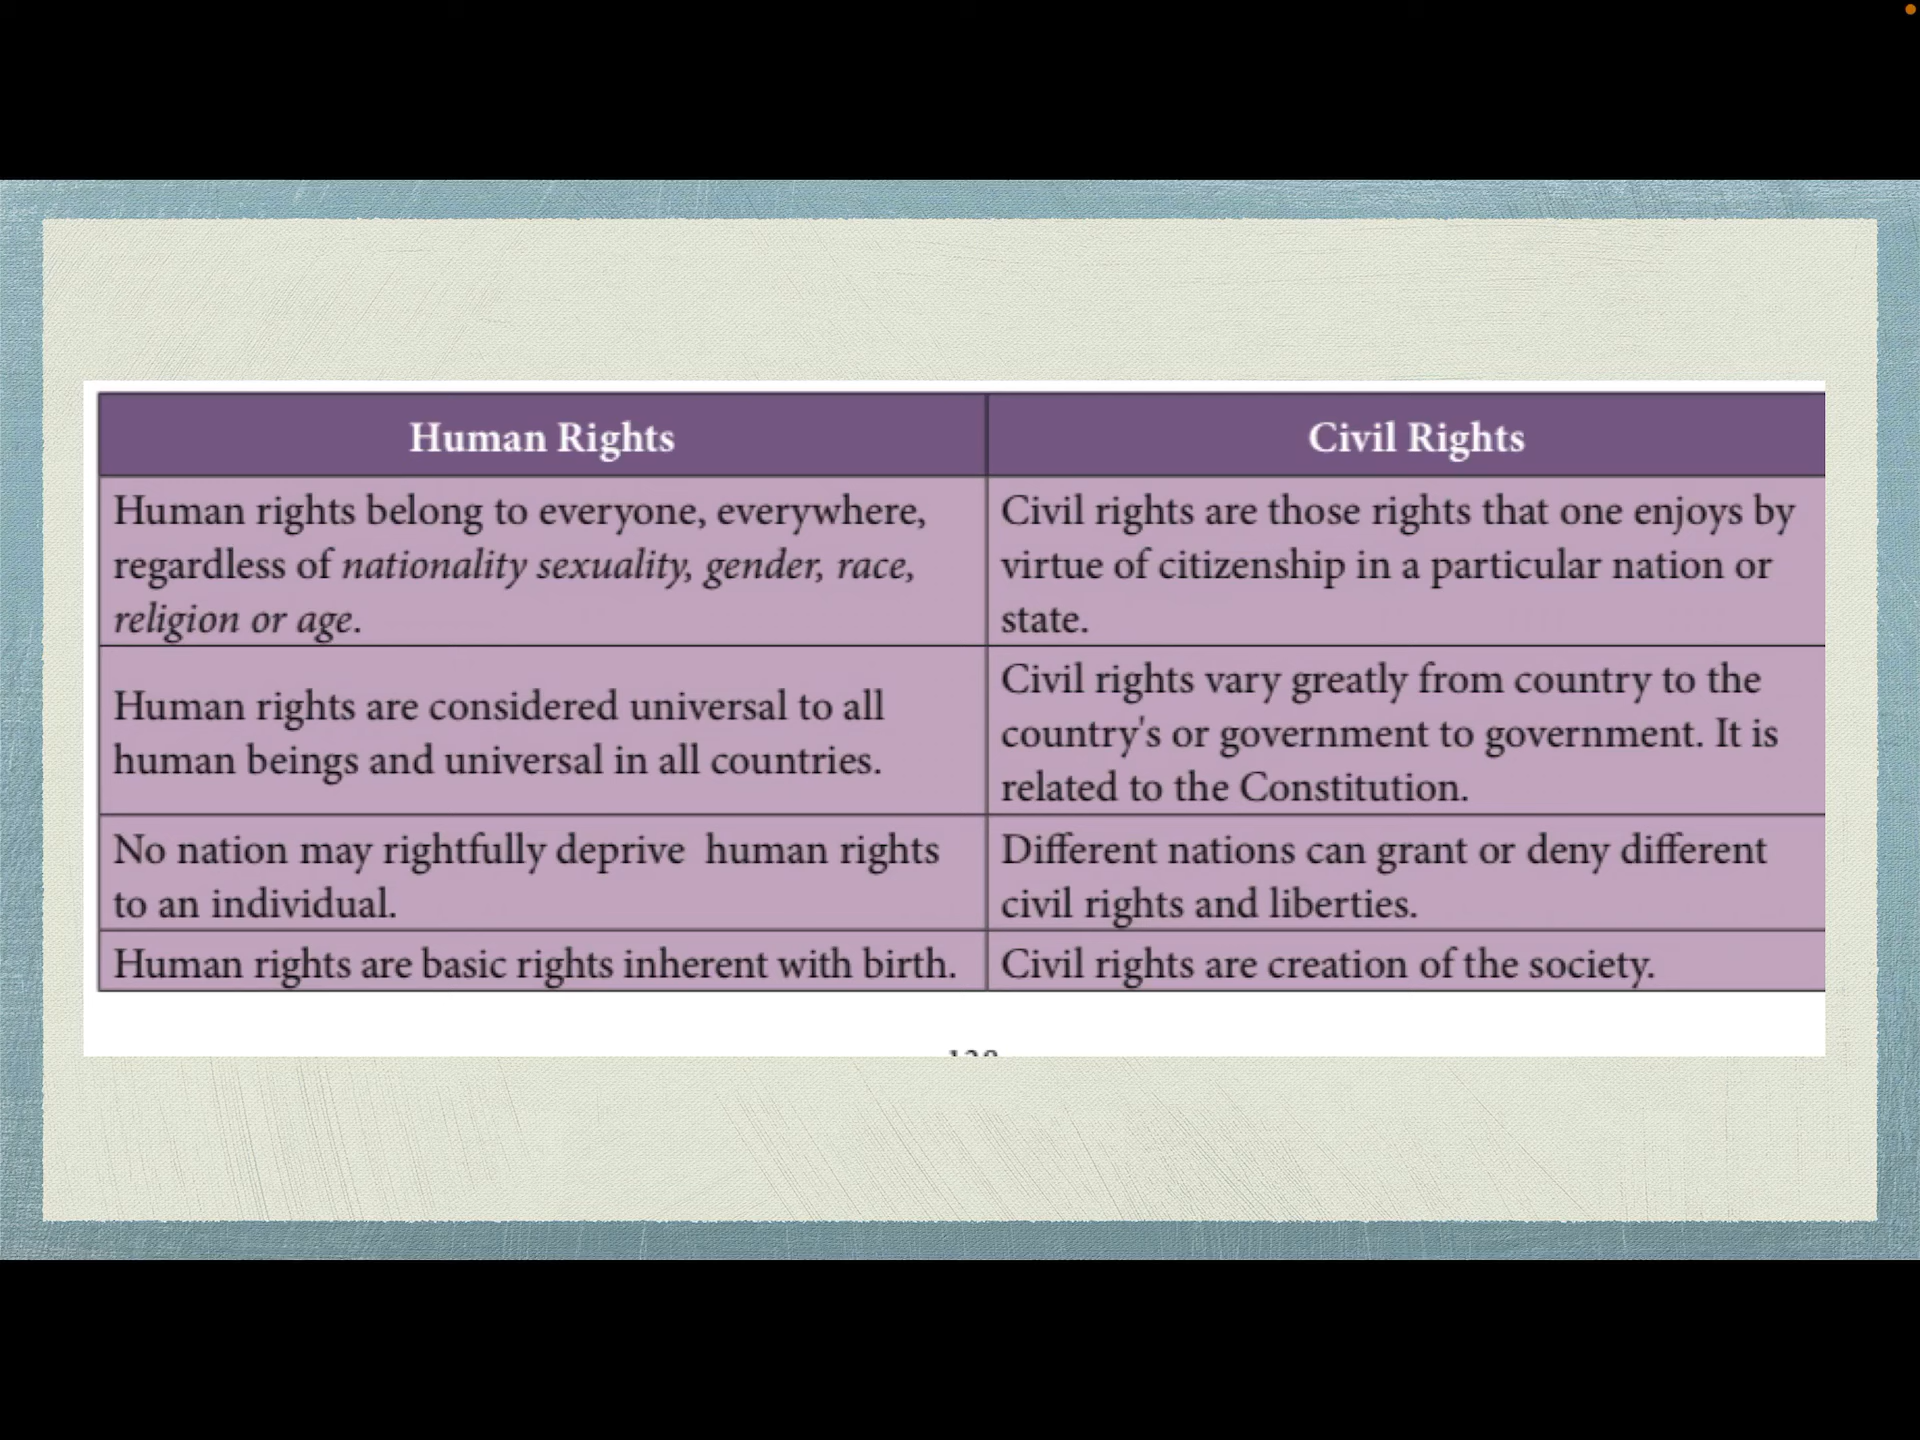 Human Rights
Civil Rights
Human rights belong to everyone, everywhere,
regardless of nationality sexuality, gender, race,
religion or age.
Civil rights are those rights that one enjoys by
virtue of citizenship in a particular nation or
state.
Human rights are considered universal to all
human beings and universal in all countries.
Civil rights vary greatly from country to the
country's or government to government. It is
related to the Constitution.
No nation may rightfully deprive  human rights
to an individual.
Different nations can grant or deny different
civil rights and liberties.
Human rights are basic rights inherent with birth.
Civil rights are creation of the society.